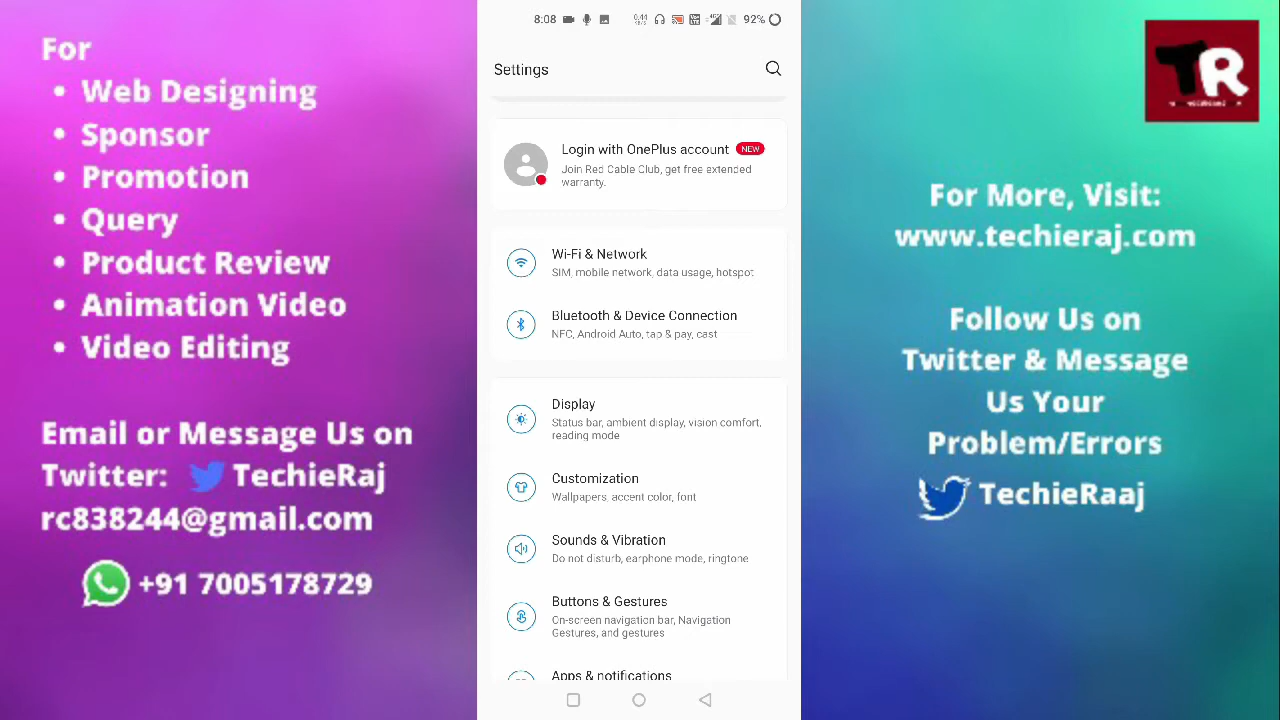 For
• Web Designing
• Sponsor
• Promotion
• Query
• Product Review
• Animation Video
• Video Editing
Email or Message Us on
Twitter: TechieRaj
rc838244@gmail.com
+91 7005178729
8:08
92%
Settings
Login with OnePlus account NEW
Join Red Cable Club, get free extended
warranty.
Wi-Fi & Network
SIM, mobile network, data usage, hotspot
Bluetooth & Device Connection
NFC, Android Auto, tap & pay, cast
Display
Status bar, ambient display, vision comfort,
reading mode
Customization
Wallpapers, accent color, font
Sounds & Vibration
Do not disturb, earphone mode, ringtone
Buttons & Gestures
On-screen navigation bar, Navigation
Gestures, and gestures
Apps & notifications
TR
For More, Visit:
www.techieraj.com
Follow Us on
Twitter & Message
Us Your
Problem/Errors
TechieRaaj